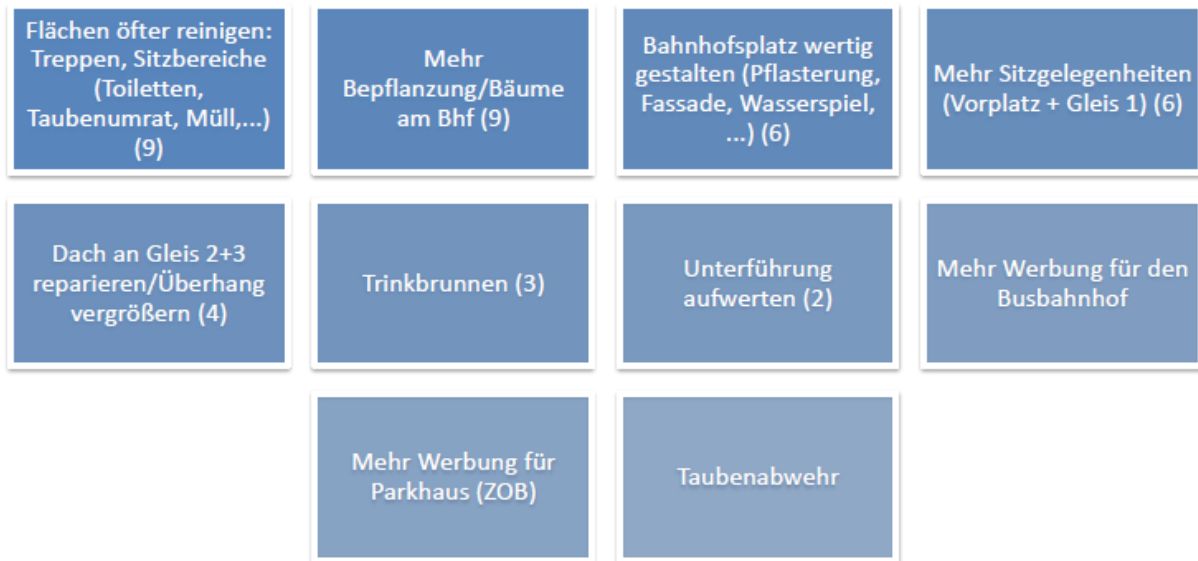 Flächen öfter reinigen:
Treppen, Sitzbereiche
(Toiletten,
Taubenumrat, Müll,...)
(9)
Mehr
Bepflanzung/Bäume
am Bhf (9)
Bahnhofsplatz wertig
gestalten (Pflasterung,
Fassade, Wasserspiel,
...) (6)
Mehr Sitzgelegenheiten
(Vorplatz + Gleis 1) (6)
Dach an Gleis 2+3
reparieren/Überhang
vergrößern (4)
Trinkbrunnen (3)
Unterführung
aufwerten (2)
Mehr Werbung für den
Busbahnhof
Mehr Werbung für
Parkhaus (ZOB)
Taubenabwehr